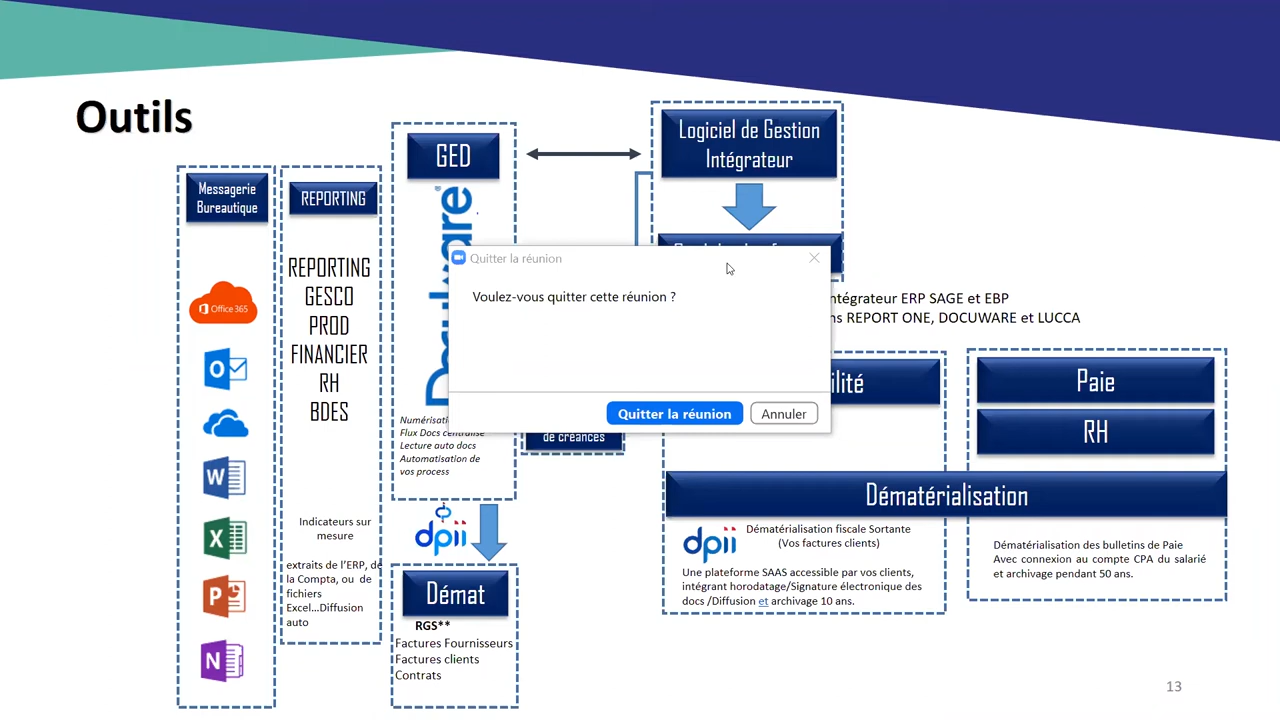 Outils
Messagerie
Bureautique
Office 365
REPORTING
REPORTING
GESCO
PROD
FINANCIER
RH
BDES
Indicateurs sur
mesure
extraits de l'ERP, de
la Compta, ou de
fichiers
Excel...Diffusion
auto
GED
Docuware
Flux Docs centralisé
Lecture auto docs
Automatisation de
vos process
dpii
Démat
RGS**
Factures Fournisseurs
Factures clients
Contrats
Logiciel de Gestion
Intégrateur
Quitter la réunion
Voulez-vous quitter cette réunion ?
Quitter la réunion
Annuler
de créances
ntégrateur ERP SAGE et EBP
ns REPORT ONE, DOCUWARE et LUCCA
ilité
Paie
RH
Dématérialisation
dpii
Dématérialisation fiscale Sortante
(Vos factures clients)
Une plateforme SAAS accessible par vos clients,
intégrant horodatage/Signature électronique des
docs /Diffusion et archivage 10 ans.
Dématérialisation des bulletins de Paie
Avec connexion au compte CPA du salarié
et archivage pendant 50 ans.
13